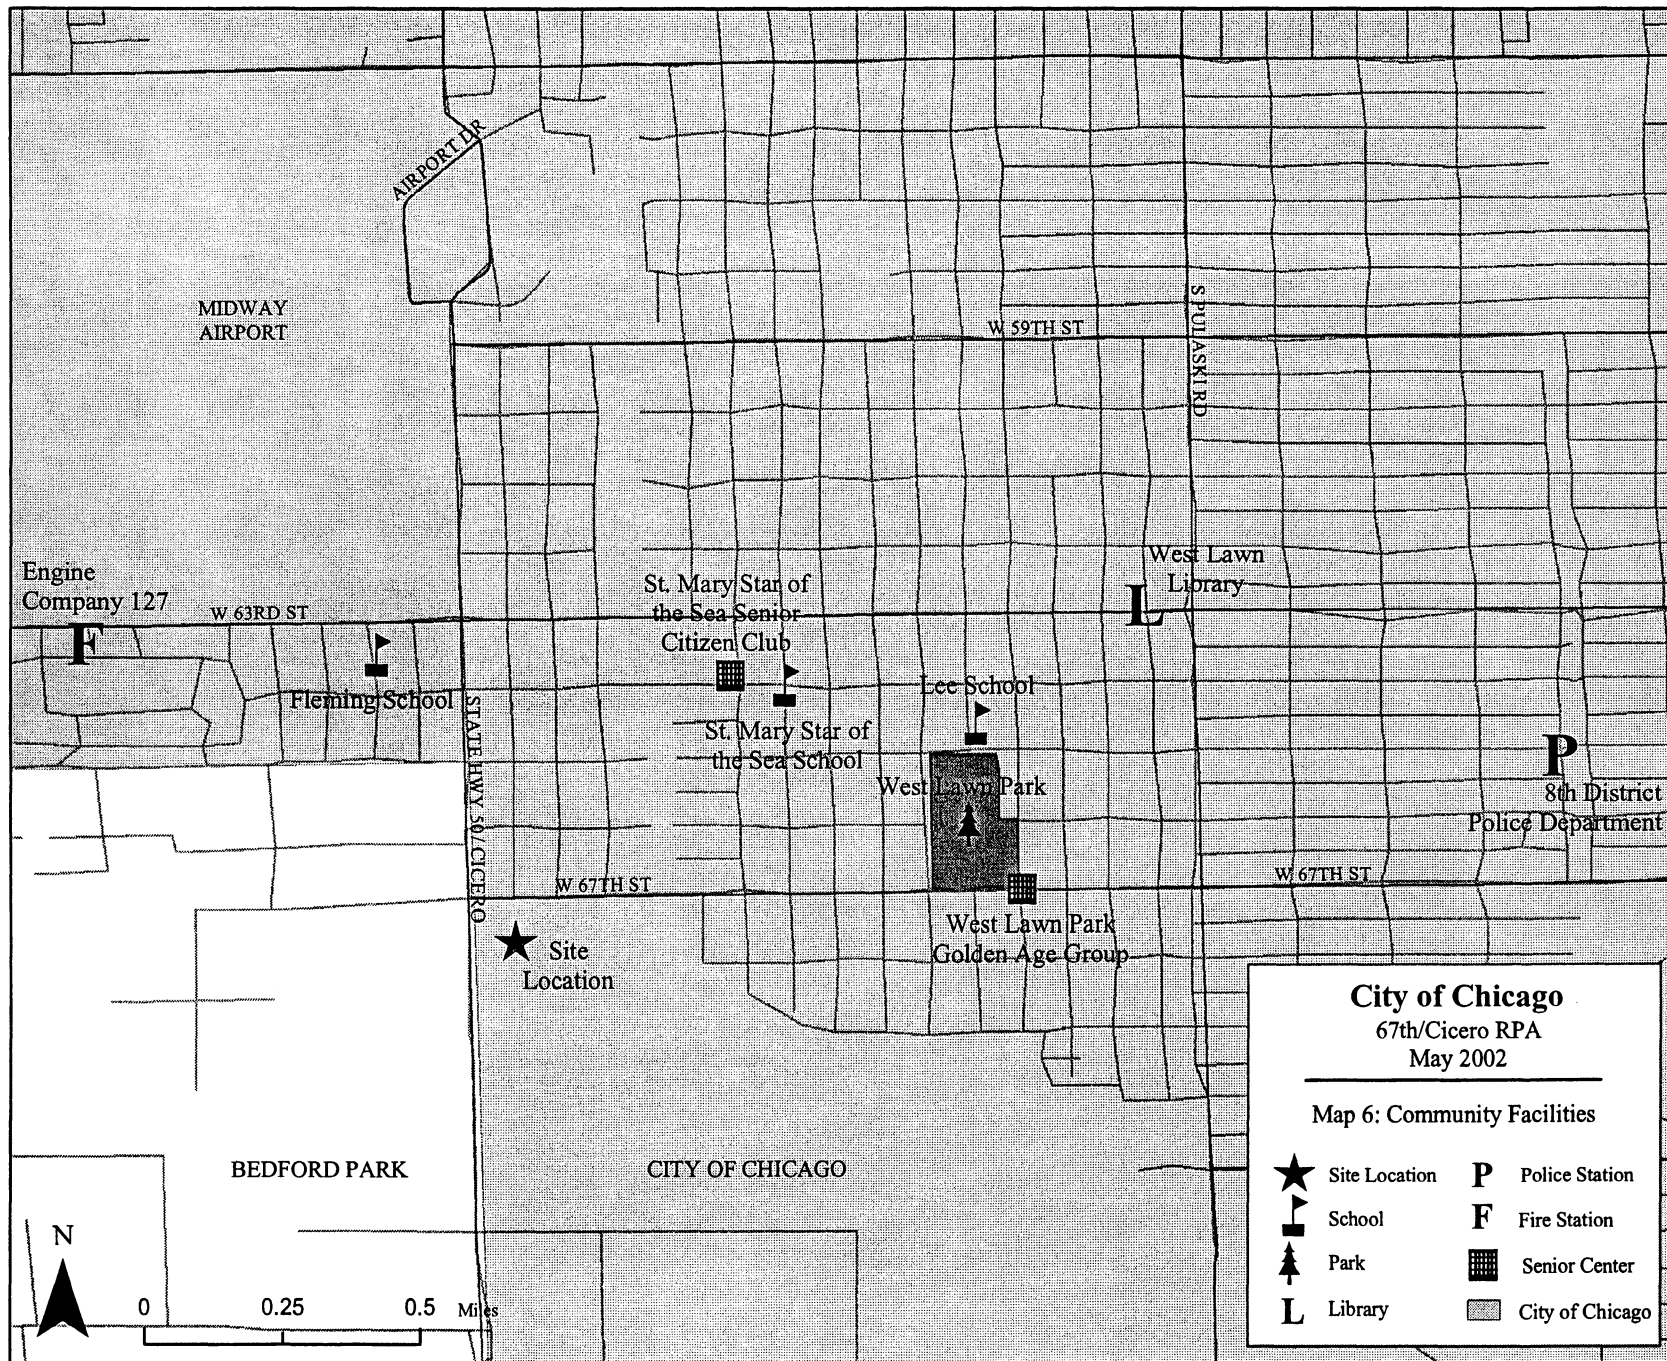 AIRPORT DR
MIDWAY
AIRPORT
S PULASKI RD
W 59TH ST
Engine
Company 127
F
W 63RD ST
Fleming School
St. Mary Star of
the Sea Senior
Citizen Club
St. Mary Star of
the Sea School
West Lawn
Library
L
Lee School
West Lawn Park
P
8th District
Police Department
STATE HWY 50/CICERO
W 67TH ST
W 67TH ST
West Lawn Park
Golden Age Group
Site
Location
BEDFORD PARK
CITY OF CHICAGO
N
0 0.25 0.5 Miles
City of Chicago
67th/Cicero RPA
May 2002
Map 6: Community Facilities
Site Location
P Police Station
School
F Fire Station
Park
Senior Center
L Library
City of Chicago